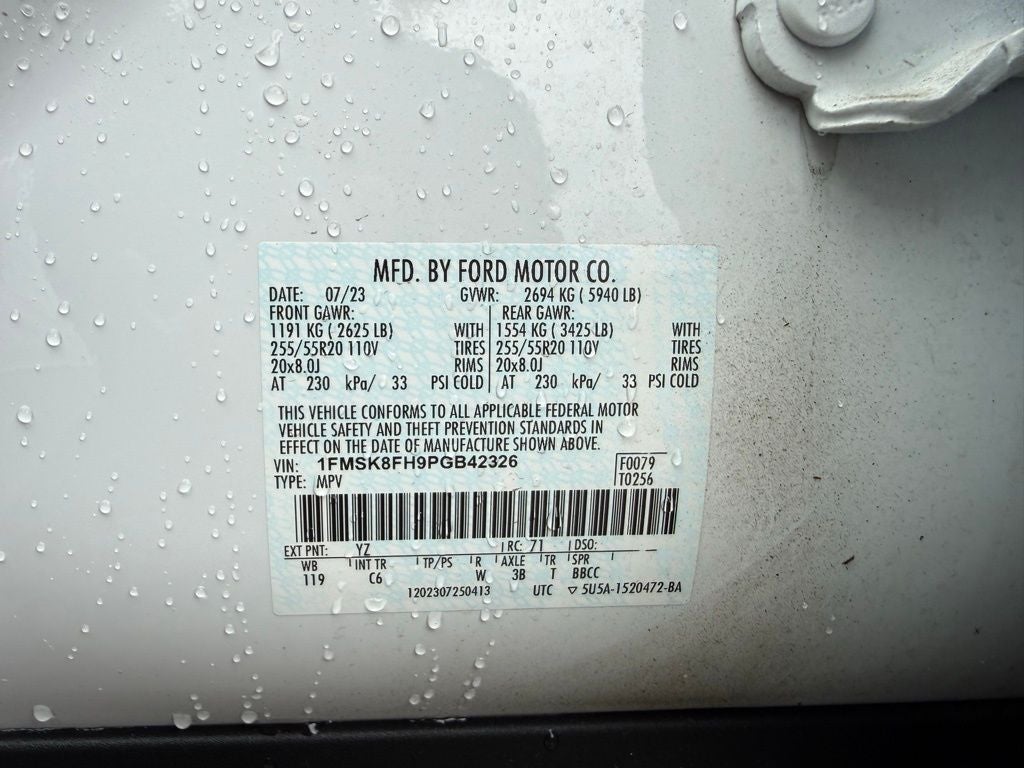 MFD. BY FORD MOTOR CO.
DATE: 07/23 GVWR: 2694 KG ( 5940 LB)
FRONT GAWR: REAR GAWR:
1191 KG ( 2625 LB) WITH 1554 KG ( 3425 LB) WITH
255/55R20 110V TIRES 255/55R20 110V TIRES
20x8.0J RIMS 20x8.0J RIMS
AT 230 kPa/ 33 PSI COLD AT 230 kPa/ 33 PSI COLD
THIS VEHICLE CONFORMS TO ALL APPLICABLE FEDERAL MOTOR
VEHICLE SAFETY AND THEFT PREVENTION STANDARDS IN
EFFECT ON THE DATE OF MANUFACTURE SHOWN ABOVE.
VIN: 1FMSK8FH9PGB42326 F0079
TYPE: MPV T0256
EXT PNT: YZ RC: 71 DSO:
WB INT TR TP/PS R AXLE TR SPR
119 C6 W 3B T BBCC
1202307250413 UTC ▽ 5U5A-1520472-BA